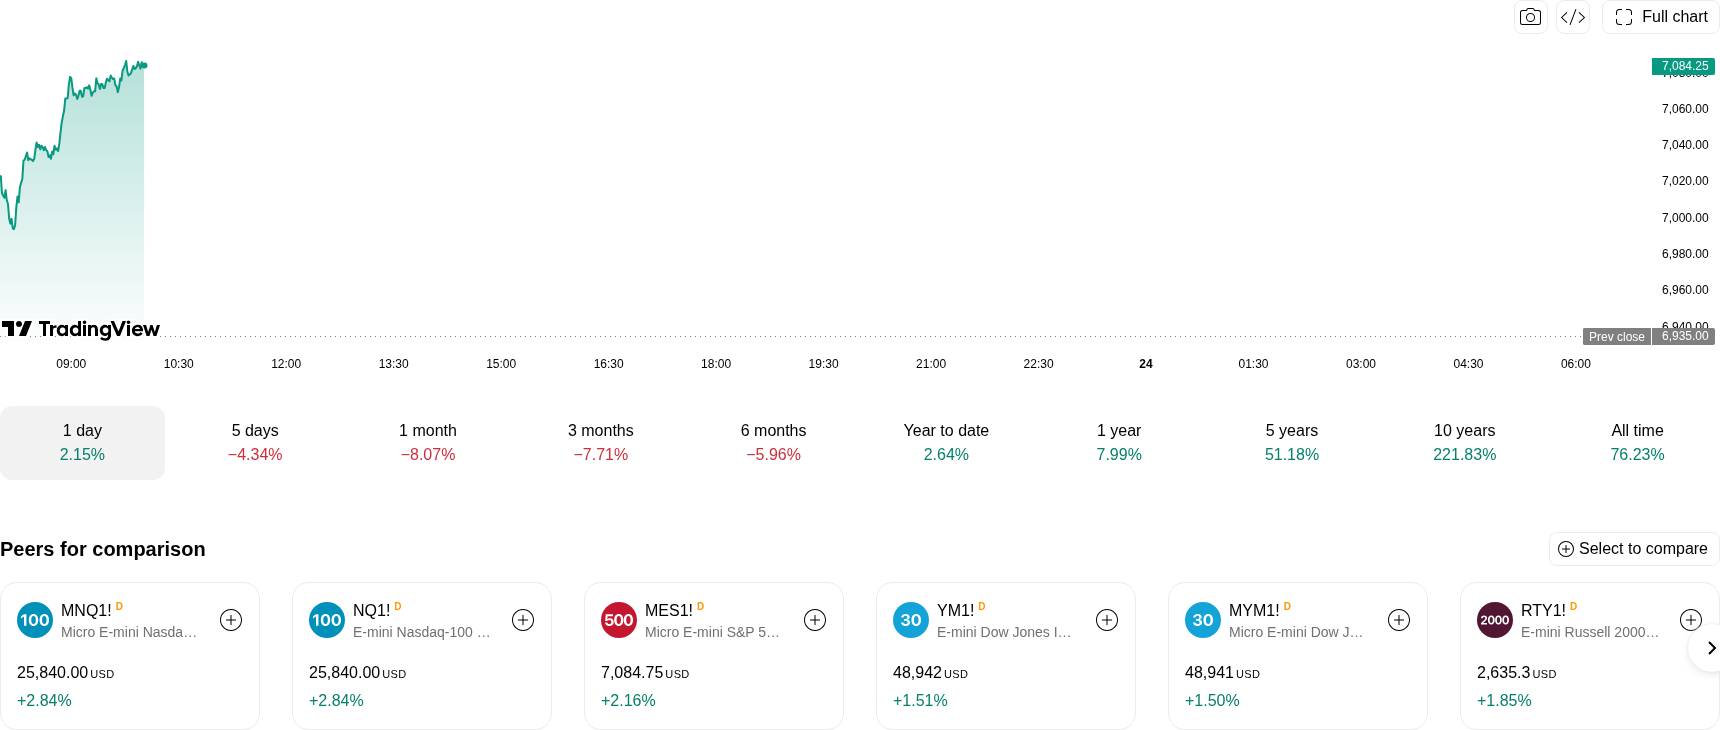 Full chart
7,084.25
7,060.00
7,040.00
7,020.00
7,000.00
6,980.00
6,960.00
6,940.00
TradingView
Prev close 6,935.00
09:00 10:30 12:00 13:30 15:00 16:30 18:00 19:30 21:00 22:30 24 01:30 03:00 04:30 06:00
1 day 5 days 1 month 3 months 6 months Year to date 1 year 5 years 10 years All time
2.15% −4.34% −8.07% −7.71% −5.96% 2.64% 7.99% 51.18% 221.83% 76.23%
Peers for comparison Select to compare
100 MNQ1! D
Micro E-mini Nasda…
25,840.00 USD
+2.84%
100 NQ1! D
E-mini Nasdaq-100 …
25,840.00 USD
+2.84%
500 MES1! D
Micro E-mini S&P 5…
7,084.75 USD
+2.16%
30 YM1! D
E-mini Dow Jones I…
48,942 USD
+1.51%
30 MYM1! D
Micro E-mini Dow J…
48,941 USD
+1.50%
2000 RTY1! D
E-mini Russell 2000…
2,635.3 USD
+1.85%